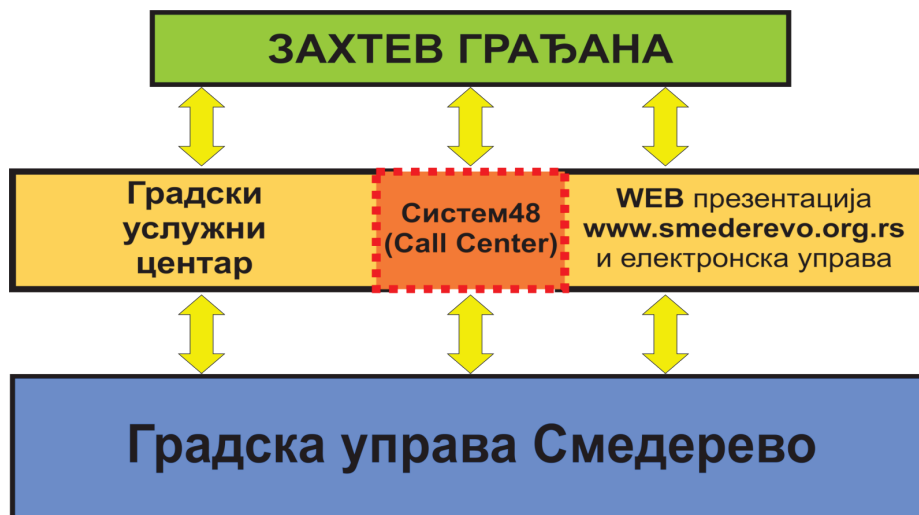 ЗАХТЕВ ГРАЂАНА
Градски
услужни
центар
Систем48
(Call Center)
WEB презентација
www.smederevo.org.rs
и електронска управа
Градска управа Смедерево